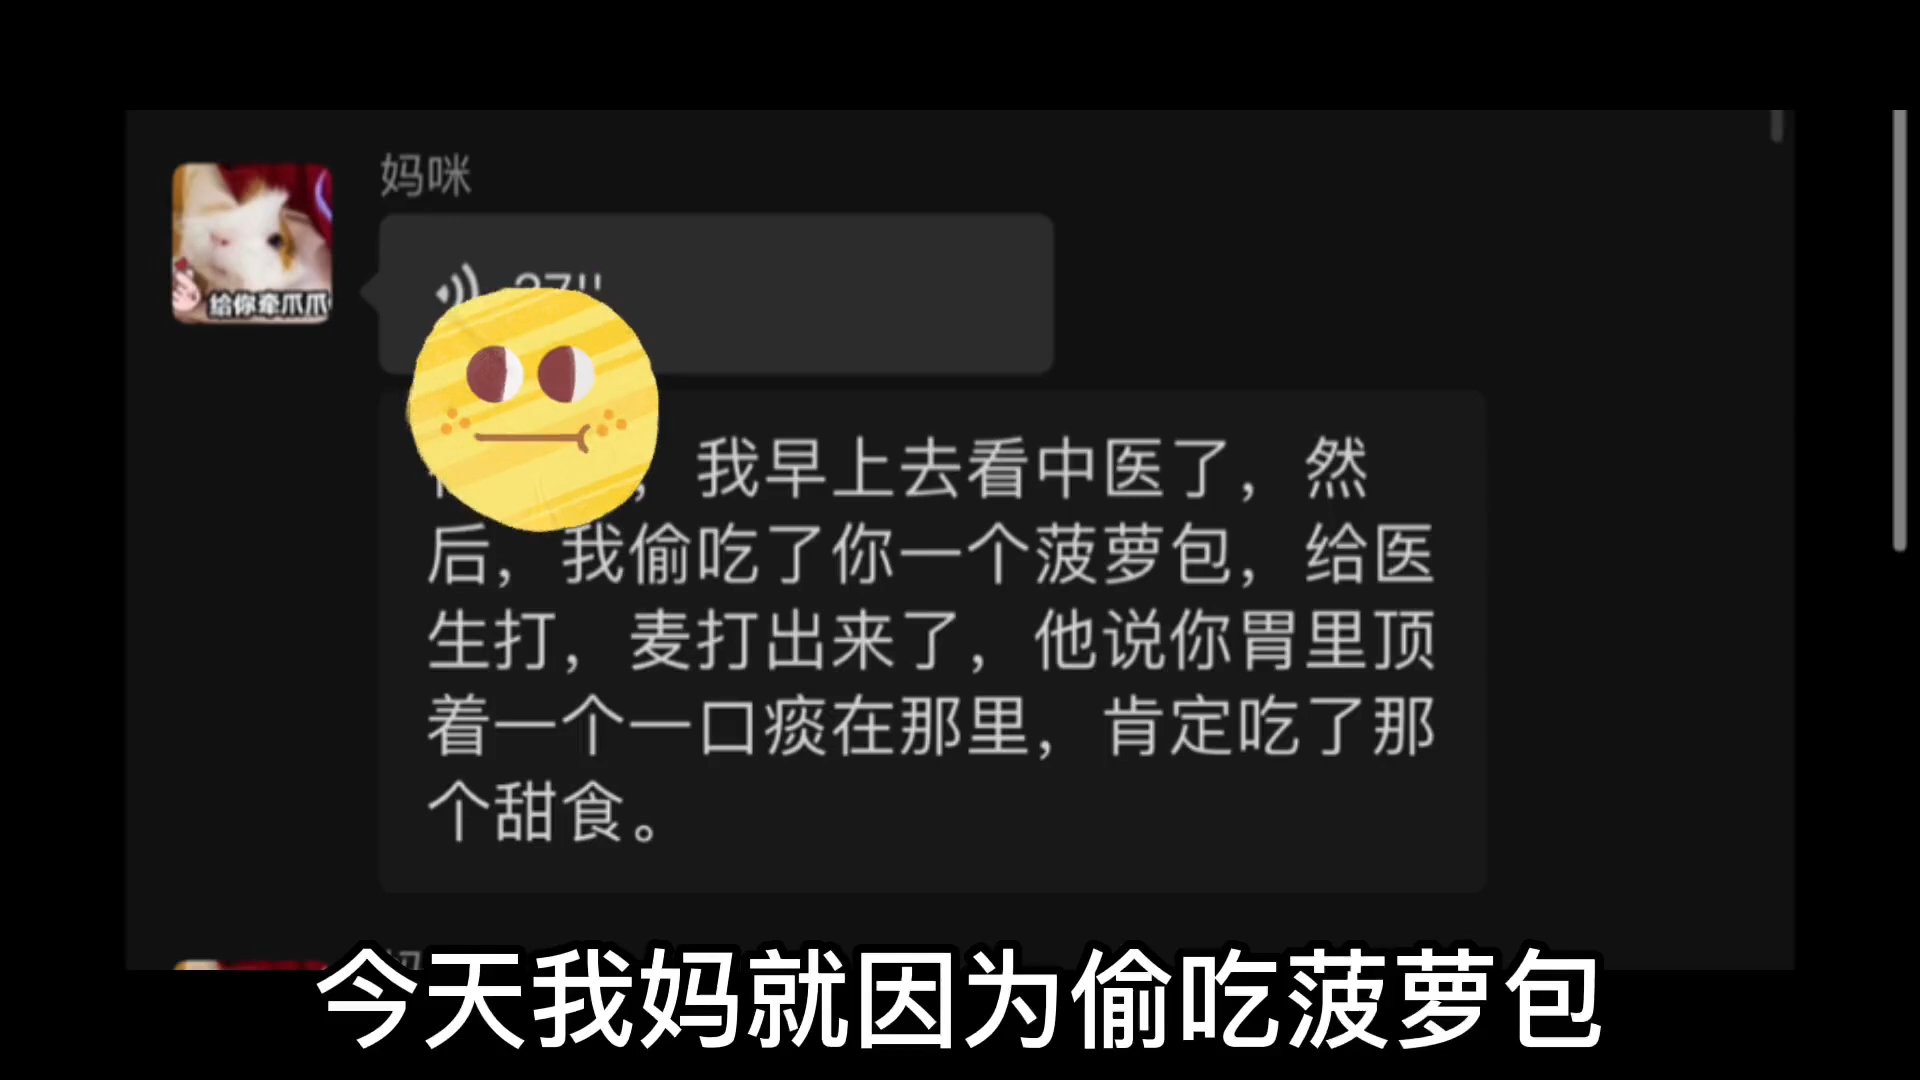 妈咪
27"
给你牵爪爪
，我早上去看中医了，然
后，我偷吃了你一个菠萝包，给医
生打，麦打出来了，他说你胃里顶
着一个一口痰在那里，肯定吃了那
个甜食。
今天我妈就因为偷吃菠萝包